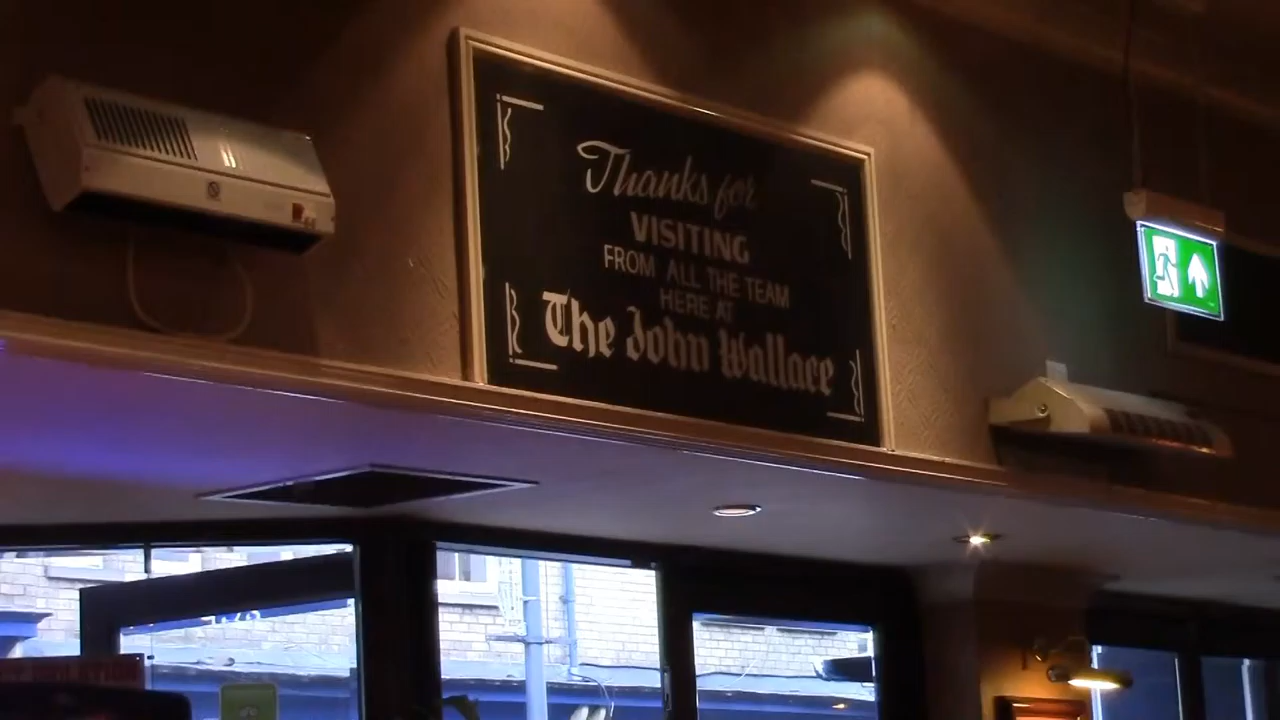 Thanks for
VISITING
FROM ALL THE TEAM
HERE AT
The John Wallace